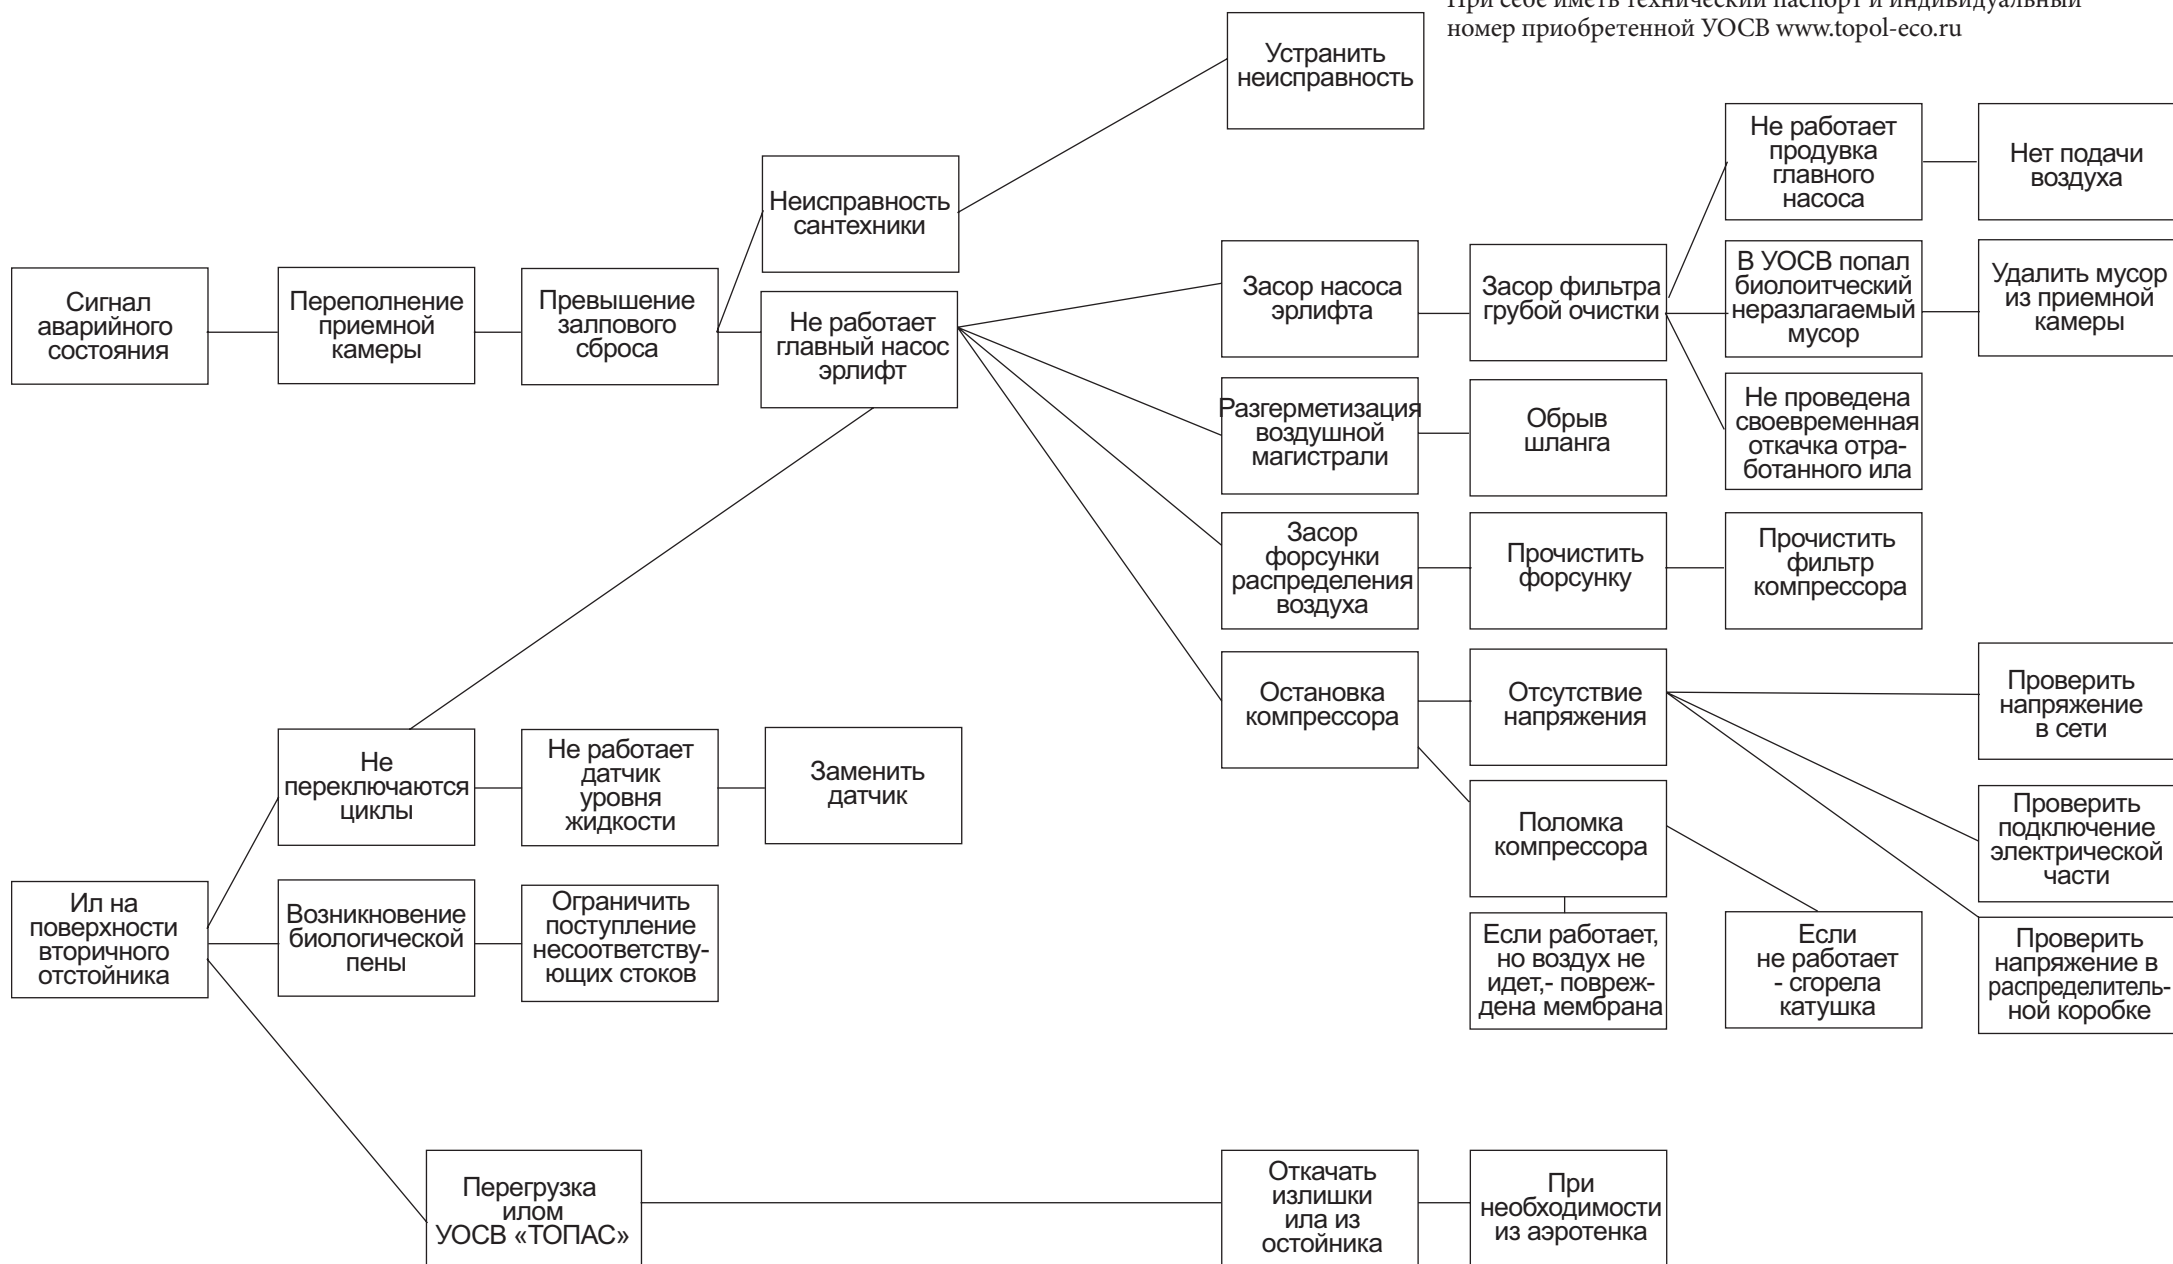 При себе иметь технический паспорт и индивидуальный
номер приобретенной УОСВ www.topol-eco.ru
Устранить
неисправность
Не работает
продувка
главного
насоса
Нет подачи
воздуха
Неисправность
сантехники
Сигнал
аварийного
состояния
Переполнение
приемной
камеры
Превышение
залпового
сброса
Не работает
главный насос
эрлифт
Засор насоса
эрлифта
Засор фильтра
грубой очистки
В УОСВ попал
биолоитческий
неразлагаемый
мусор
Удалить мусор
из приемной
камеры
Разгерметизация
воздушной
магистрали
Обрыв
шланга
Не проведена
своевременная
откачка отра-
ботанного ила
Засор
форсунки
распределения
воздуха
Прочистить
форсунку
Прочистить
фильтр
компрессора
Остановка
компрессора
Отсутствие
напряжения
Проверить
напряжение
в сети
Не
переключаются
циклы
Не работает
датчик
уровня
жидкости
Заменить
датчик
Поломка
компрессора
Проверить
подключение
электрической
части
Ил на
поверхности
вторичного
отстойника
Возникновение
биологической
пены
Ограничить
поступление
несоответству-
ющих стоков
Если работает,
но воздух не
идет,- повреж-
дена мембрана
Если
не работает
- сгорела
катушка
Проверить
напряжение в
распределитель-
ной коробке
Перегрузка
илом
УОСВ «ТОПАС»
Откачать
излишки
ила из
остойника
При
необходимости
из аэротенка